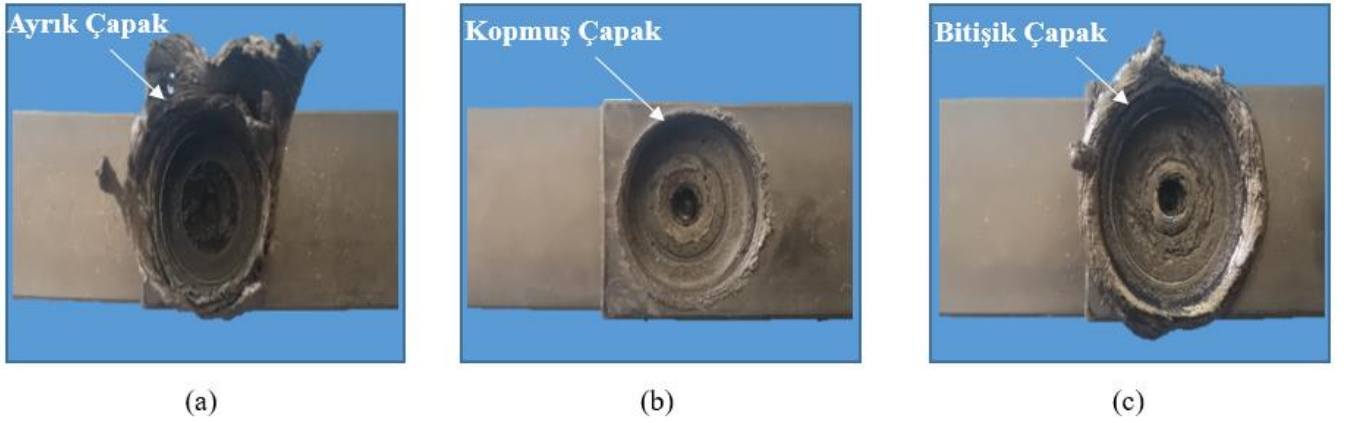 Ayrık Çapak
Kopmuş Çapak
Bitişik Çapak
(a)
(b)
(c)